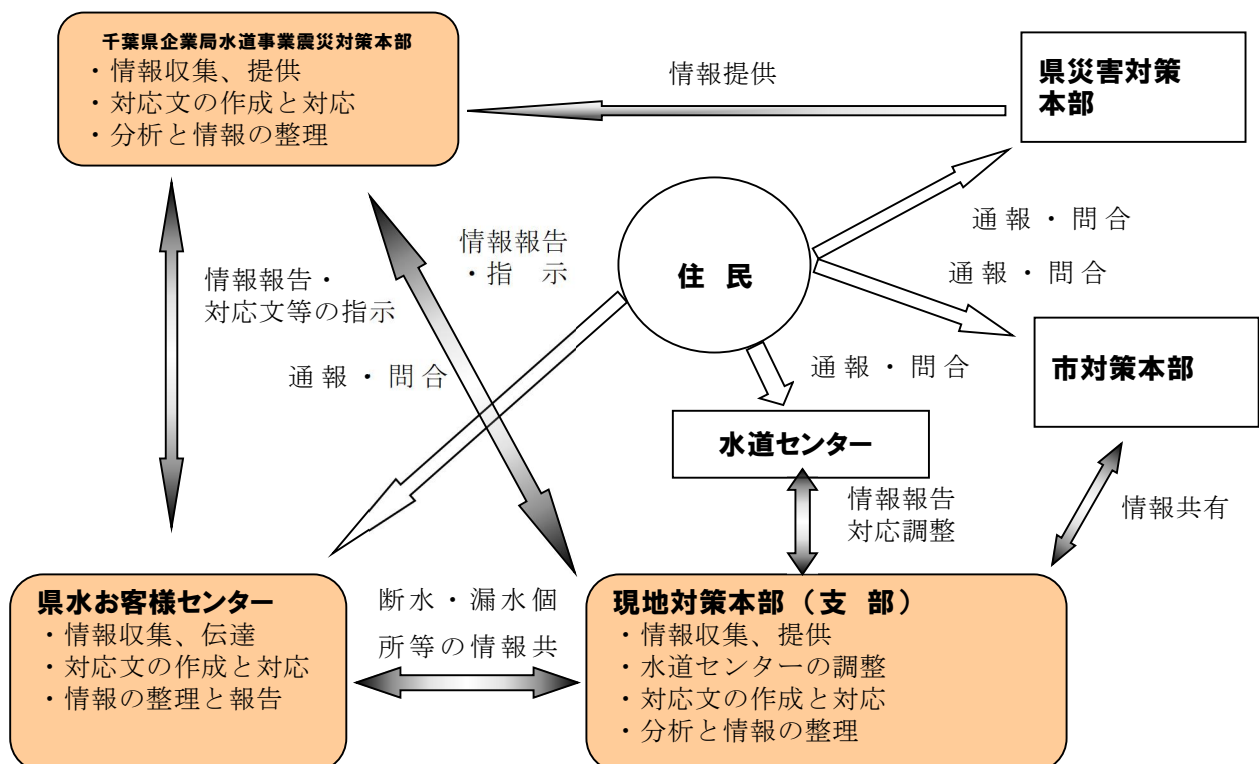 千葉県企業局水道事業震災対策本部
・情報収集、提供
・対応文の作成と対応
・分析と情報の整理
情報提供
県災害対策
本部
住 民
通報・問合
通報・問合
情報報告
・指 示
情報報告・
対応文等の指示
通報・問合
通報・問合
市対策本部
水道センター
情報報告
対応調整
情報共有
県水お客様センター
・情報収集、伝達
・対応文の作成と対応
・情報の整理と報告
断水・漏水個
所等の情報共
現地対策本部（支 部）
・情報収集、提供
・水道センターの調整
・対応文の作成と対応
・分析と情報の整理